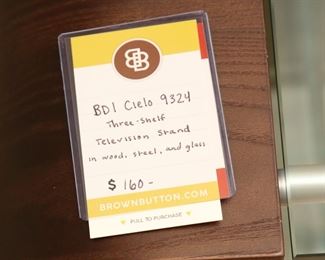 BB
BDI Cielo 9324
Three-Shelf
Television Stand
in wood, steel, and glass
$ 160-
BROWNBUTTON.COM
PULL TO PURCHASE